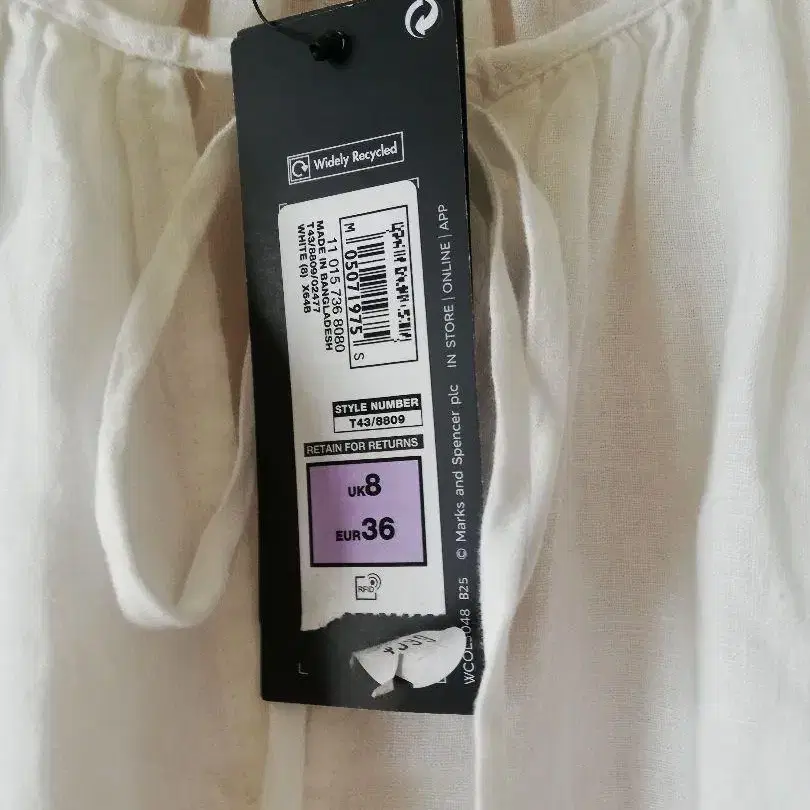 Widely Recycled
M 05071975 S
11 015 736 8080
MADE IN BANGLADESH
T43/8809/02477
WHITE (8) X64B
STYLE NUMBER
T43/8809
RETAIN FOR RETURNS
UK8
EUR36
RFID
© Marks and Spencer plc IN STORE | ONLINE | APP
B25